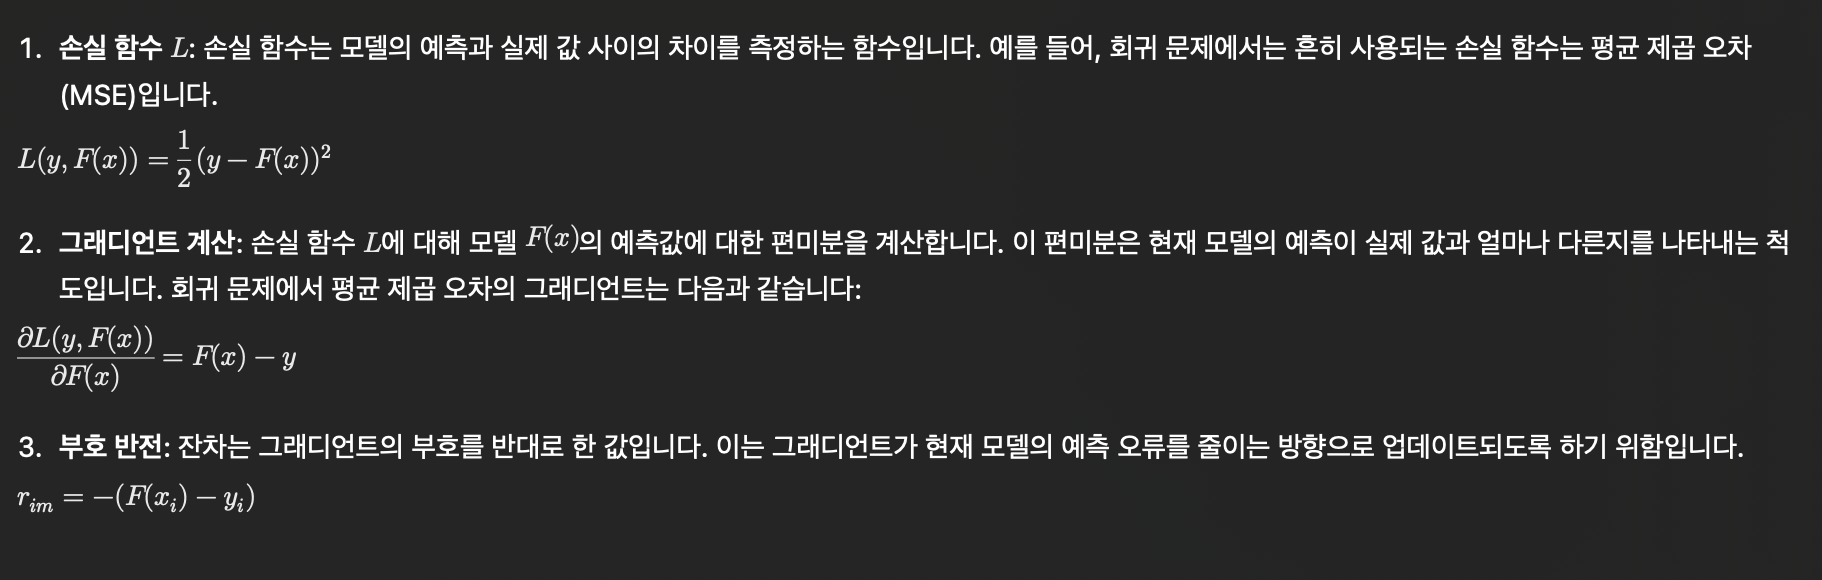 1. 손실 함수 L: 손실 함수는 모델의 예측과 실제 값 사이의 차이를 측정하는 함수입니다. 예를 들어, 회귀 문제에서는 흔히 사용되는 손실 함수는 평균 제곱 오차
(MSE)입니다.
L(y, F(x)) = \frac{1}{2}(y − F(x))²
2. 그래디언트 계산: 손실 함수 L에 대해 모델 F(x)의 예측값에 대한 편미분을 계산합니다. 이 편미분은 현재 모델의 예측이 실제 값과 얼마나 다른지를 나타내는 척
도입니다. 회귀 문제에서 평균 제곱 오차의 그래디언트는 다음과 같습니다:
\frac{∂L(y, F(x))}{∂F(x)} = F(x) − y
3. 부호 반전: 잔차는 그래디언트의 부호를 반대로 한 값입니다. 이는 그래디언트가 현재 모델의 예측 오류를 줄이는 방향으로 업데이트되도록 하기 위함입니다.
r_{im} = −(F(x_i) − y_i)